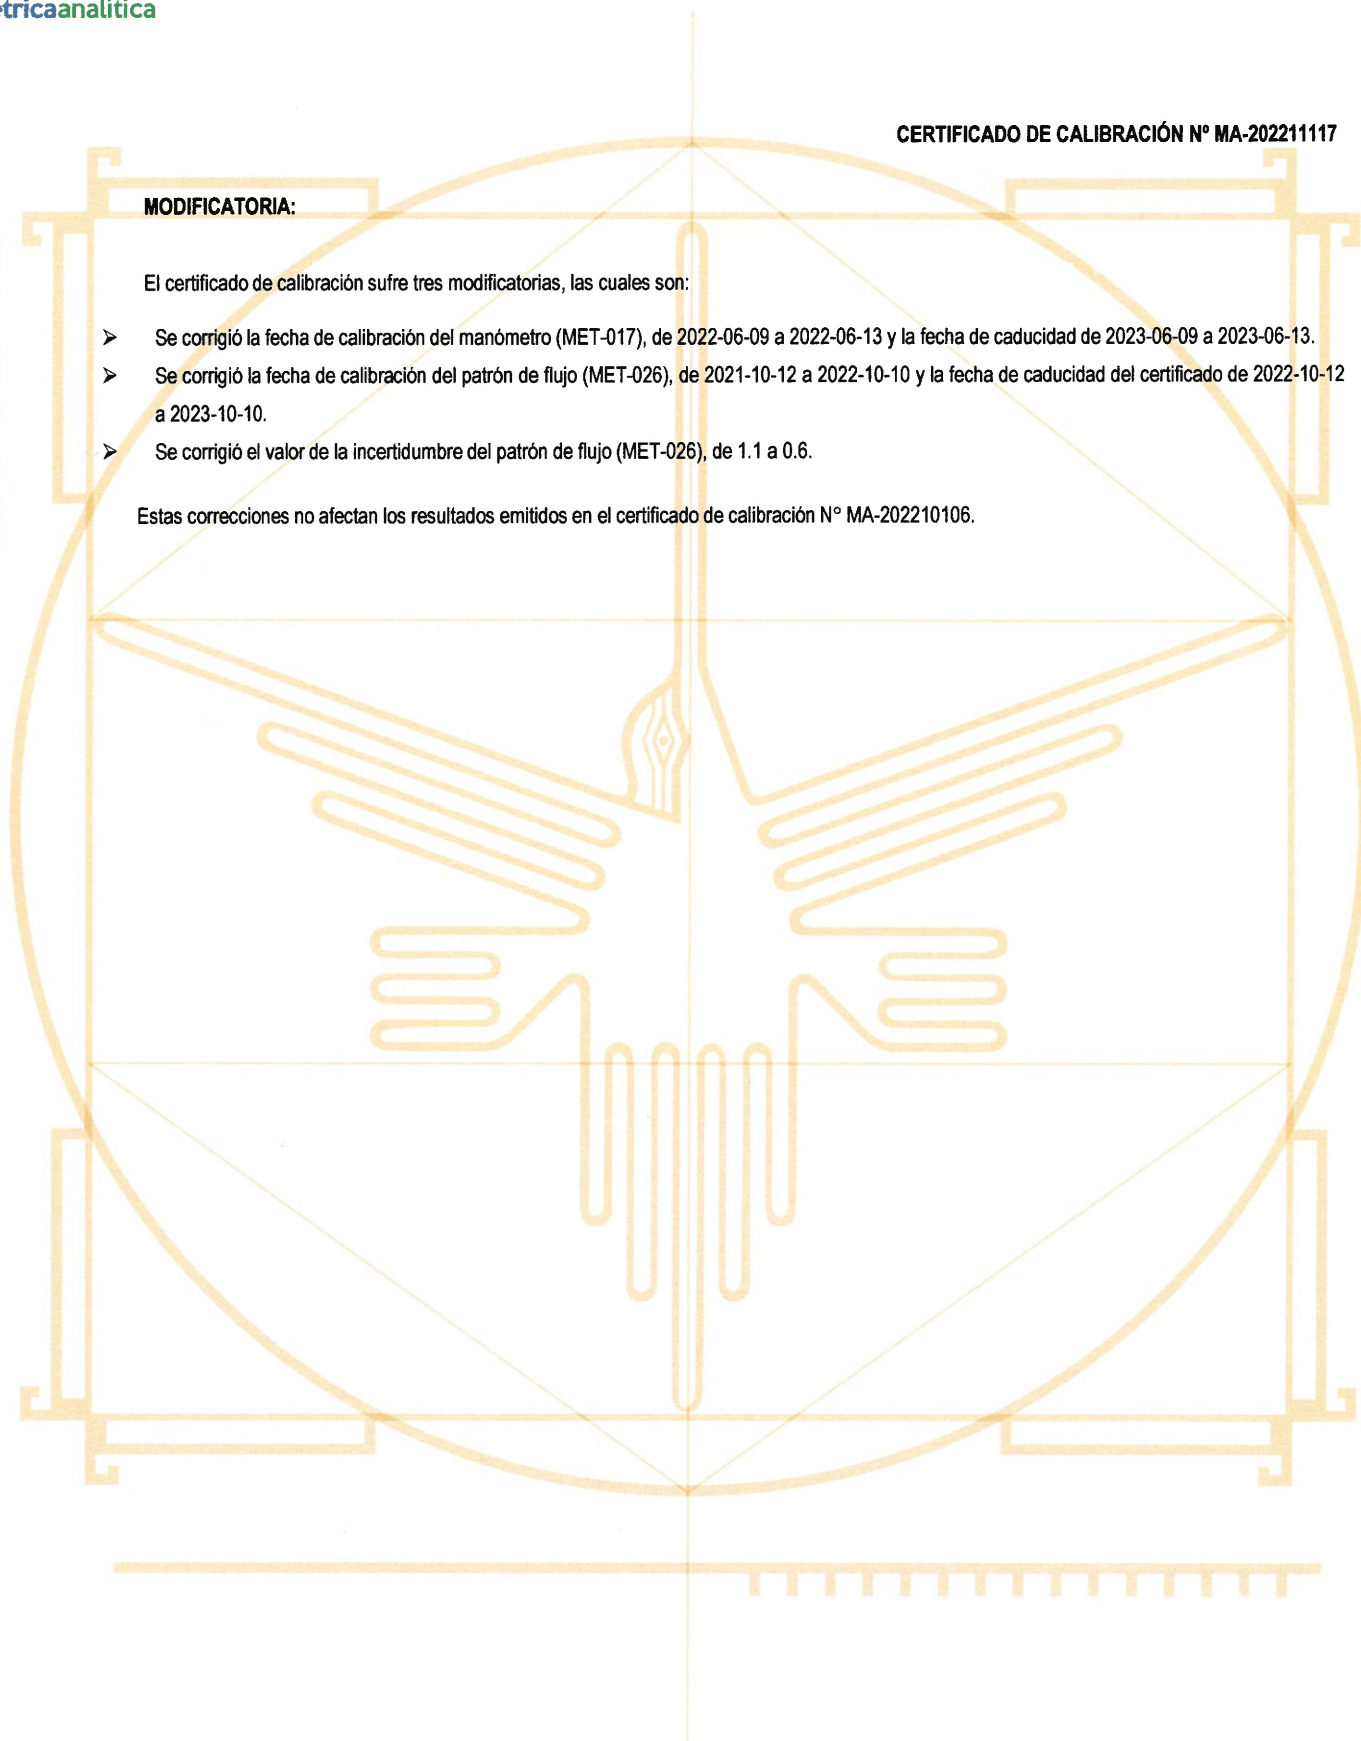 tricaanalítica
CERTIFICADO DE CALIBRACIÓN Nº MA-202211117
MODIFICATORIA:
El certificado de calibración sufre tres modificatorias, las cuales son:
➢ Se corrigió la fecha de calibración del manómetro (MET-017), de 2022-06-09 a 2022-06-13 y la fecha de caducidad de 2023-06-09 a 2023-06-13.
➢ Se corrigió la fecha de calibración del patrón de flujo (MET-026), de 2021-10-12 a 2022-10-10 y la fecha de caducidad del certificado de 2022-10-12
a 2023-10-10.
➢ Se corrigió el valor de la incertidumbre del patrón de flujo (MET-026), de 1.1 a 0.6.
Estas correcciones no afectan los resultados emitidos en el certificado de calibración N° MA-202210106.